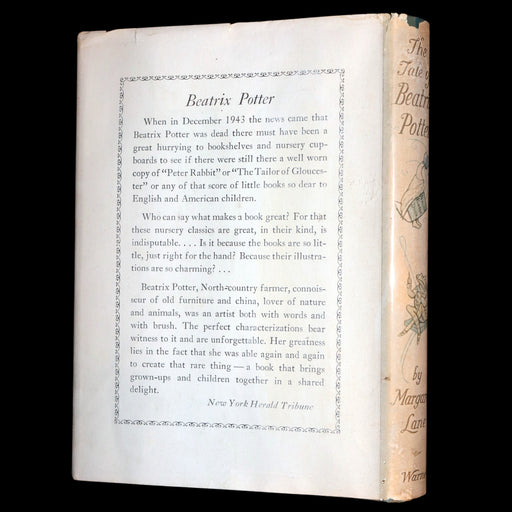 Beatrix Potter
When in December 1943 the news came that
Beatrix Potter was dead there must have been a
great hurrying to bookshelves and nursery cup-
boards to see if there were still there a well worn
copy of "Peter Rabbit" or "The Tailor of Glouces-
ter" or any of that score of little books so dear to
English and American children.
Who can say what makes a book great? For that
these nursery classics are great, in their kind, is
indisputable. . . . Is it because the books are so lit-
tle, just right for the hand? Because their illustra-
tions are so charming? . . .
Beatrix Potter, North-country farmer, connois-
seur of old furniture and china, lover of nature
and animals, was an artist both with words and
with brush. The perfect characterizations bear
witness to it and are unforgettable. Her greatness
lies in the fact that she was able again and again
to create that rare thing — a book that brings
grown-ups and children together in a shared
delight.
New York Herald Tribune
The
Tale of
Beatrix
Potter
by
Margaret
Lane
Warne